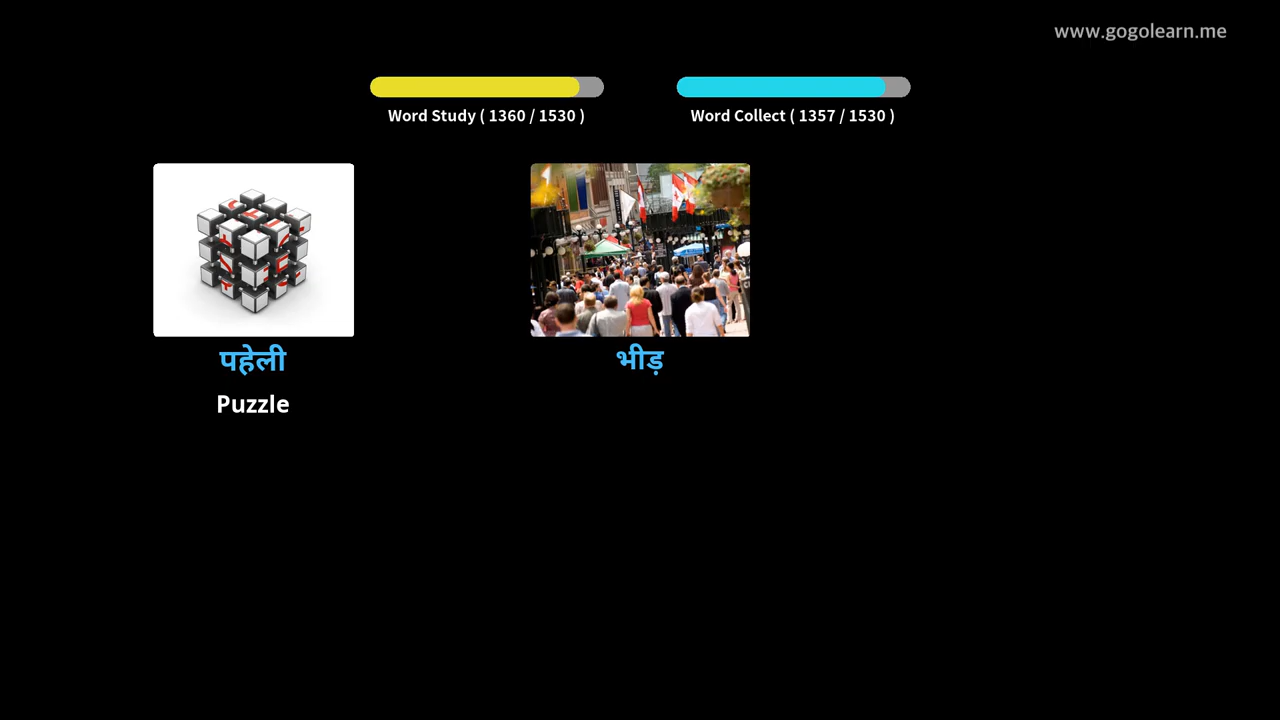 www.gogolearn.me
Word Study ( 1360 / 1530 )
Word Collect ( 1357 / 1530 )
पहेली
भीड़
Puzzle